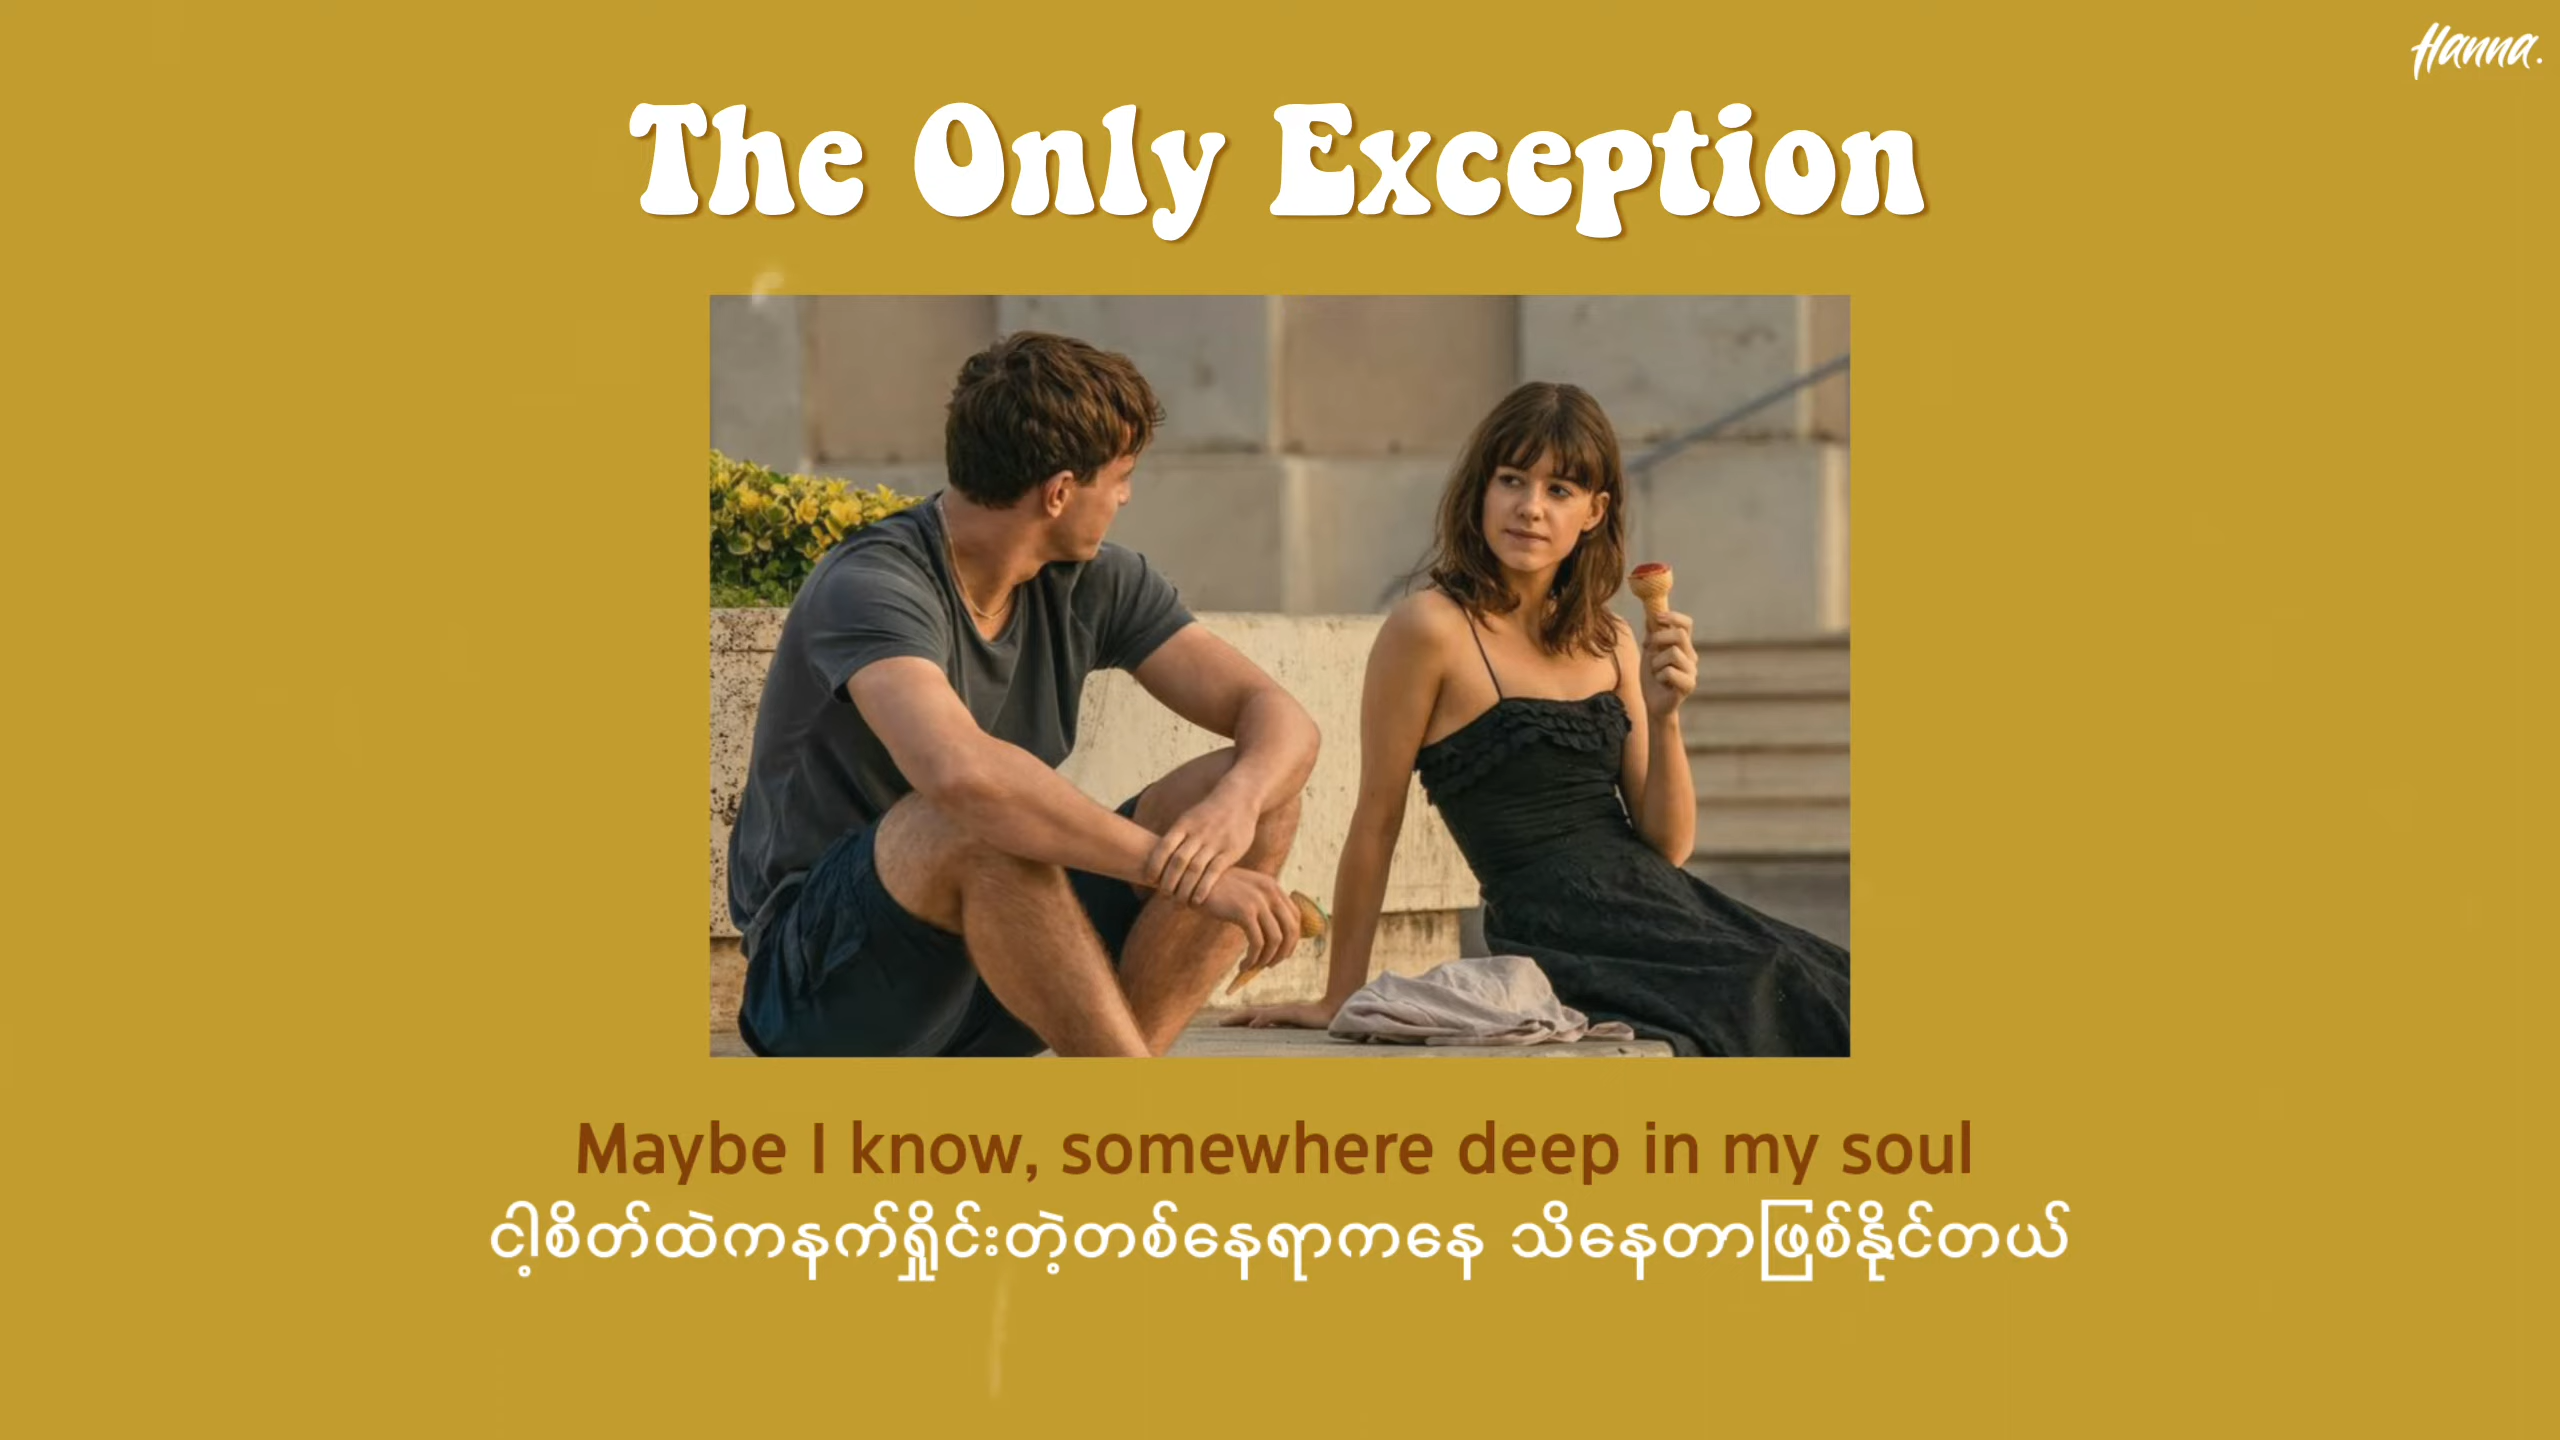 Hanna.
The Only Exception
Maybe I know, somewhere deep in my soul
ငါ့စိတ်ထဲကနက်ရှိုင်းတဲ့တစ်နေရာကနေ သိနေတာဖြစ်နိုင်တယ်